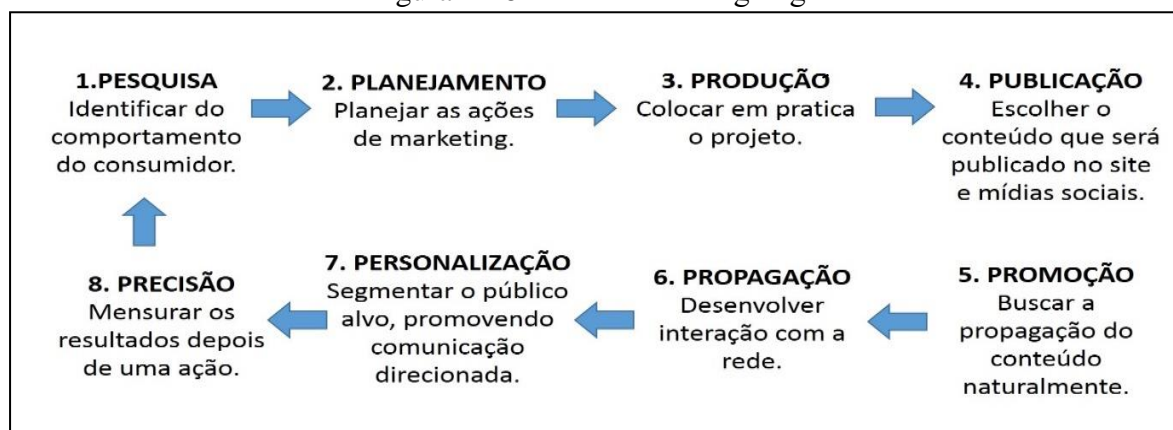 1.PESQUISA
Identificar do
comportamento
do consumidor.
2. PLANEJAMENTO
Planejar as ações
de marketing.
3. PRODUÇÃO
Colocar em pratica
o projeto.
4. PUBLICAÇÃO
Escolher o
conteúdo que será
publicado no site
e mídias sociais.
5. PROMOÇÃO
Buscar a
propagação do
conteúdo
naturalmente.
6. PROPAGAÇÃO
Desenvolver
interação com a
rede.
7. PERSONALIZAÇÃO
Segmentar o público
alvo, promovendo
comunicação
direcionada.
8. PRECISÃO
Mensurar os
resultados depois
de uma ação.